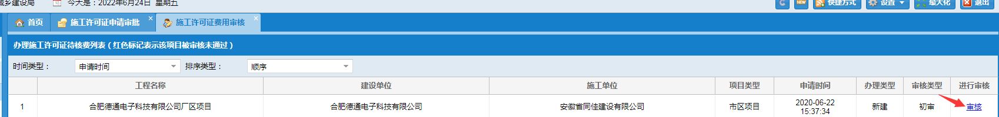 城乡建设局 今天是：2022年6月24日 星期五 NEW 快捷方式 设置 最大化 退出
首页 施工许可证申请审批 施工许可证费用审核
办理施工许可证待核费列表（红色标记表示该项目被审核未通过）
时间类型： 申请时间 排序类型： 顺序
工程名称 建设单位 施工单位 项目类型 申请时间 办理类型 审核类型 进行审核
1 合肥德通电子科技有限公司厂区项目 合肥德通电子科技有限公司 安徽省同佳建设有限公司 市区项目 2020-06-22 新建 初审 审核
15:37:34